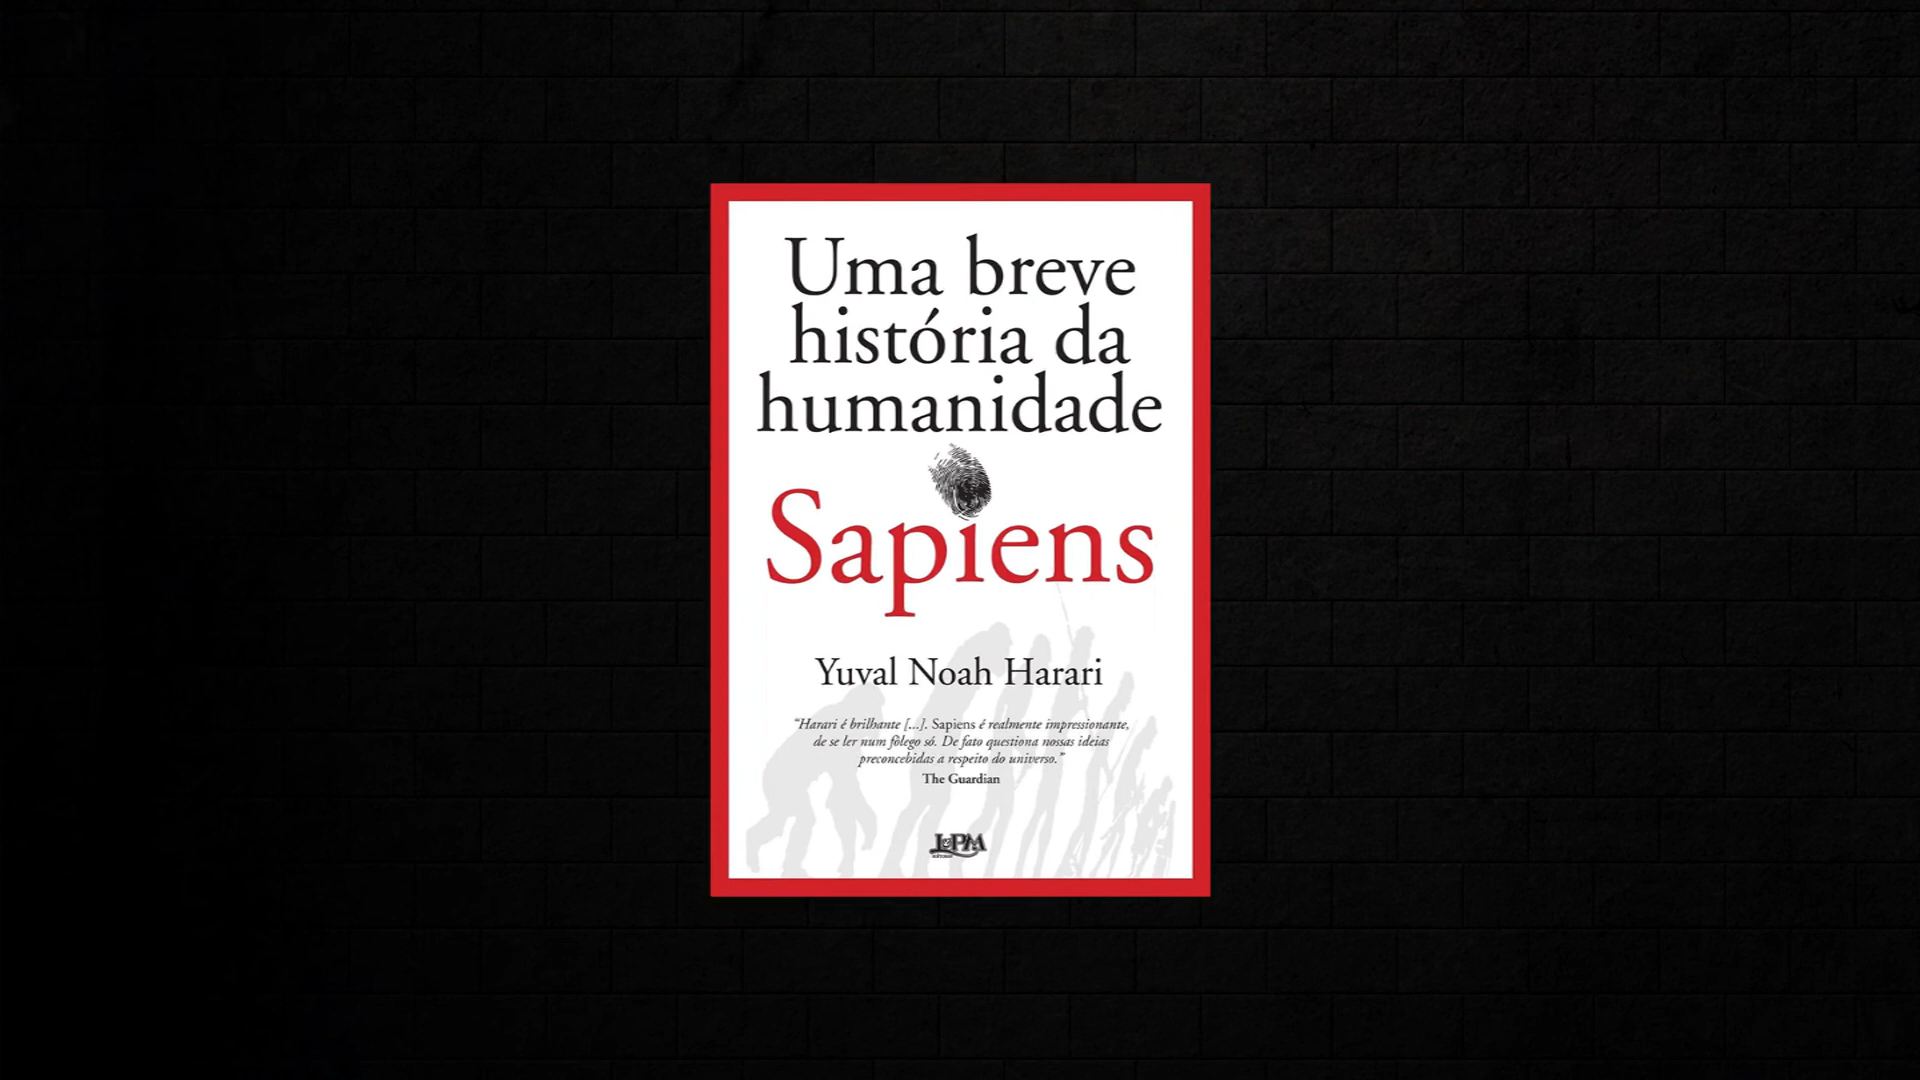 Uma breve
história da
humanidade
Sapiens
Yuval Noah Harari
“Harari é brilhante [...]. Sapiens é realmente impressionante,
de se ler num fôlego só. De fato questiona nossas ideias
preconcebidas a respeito do universo.”
The Guardian
L&PM
EDITORES